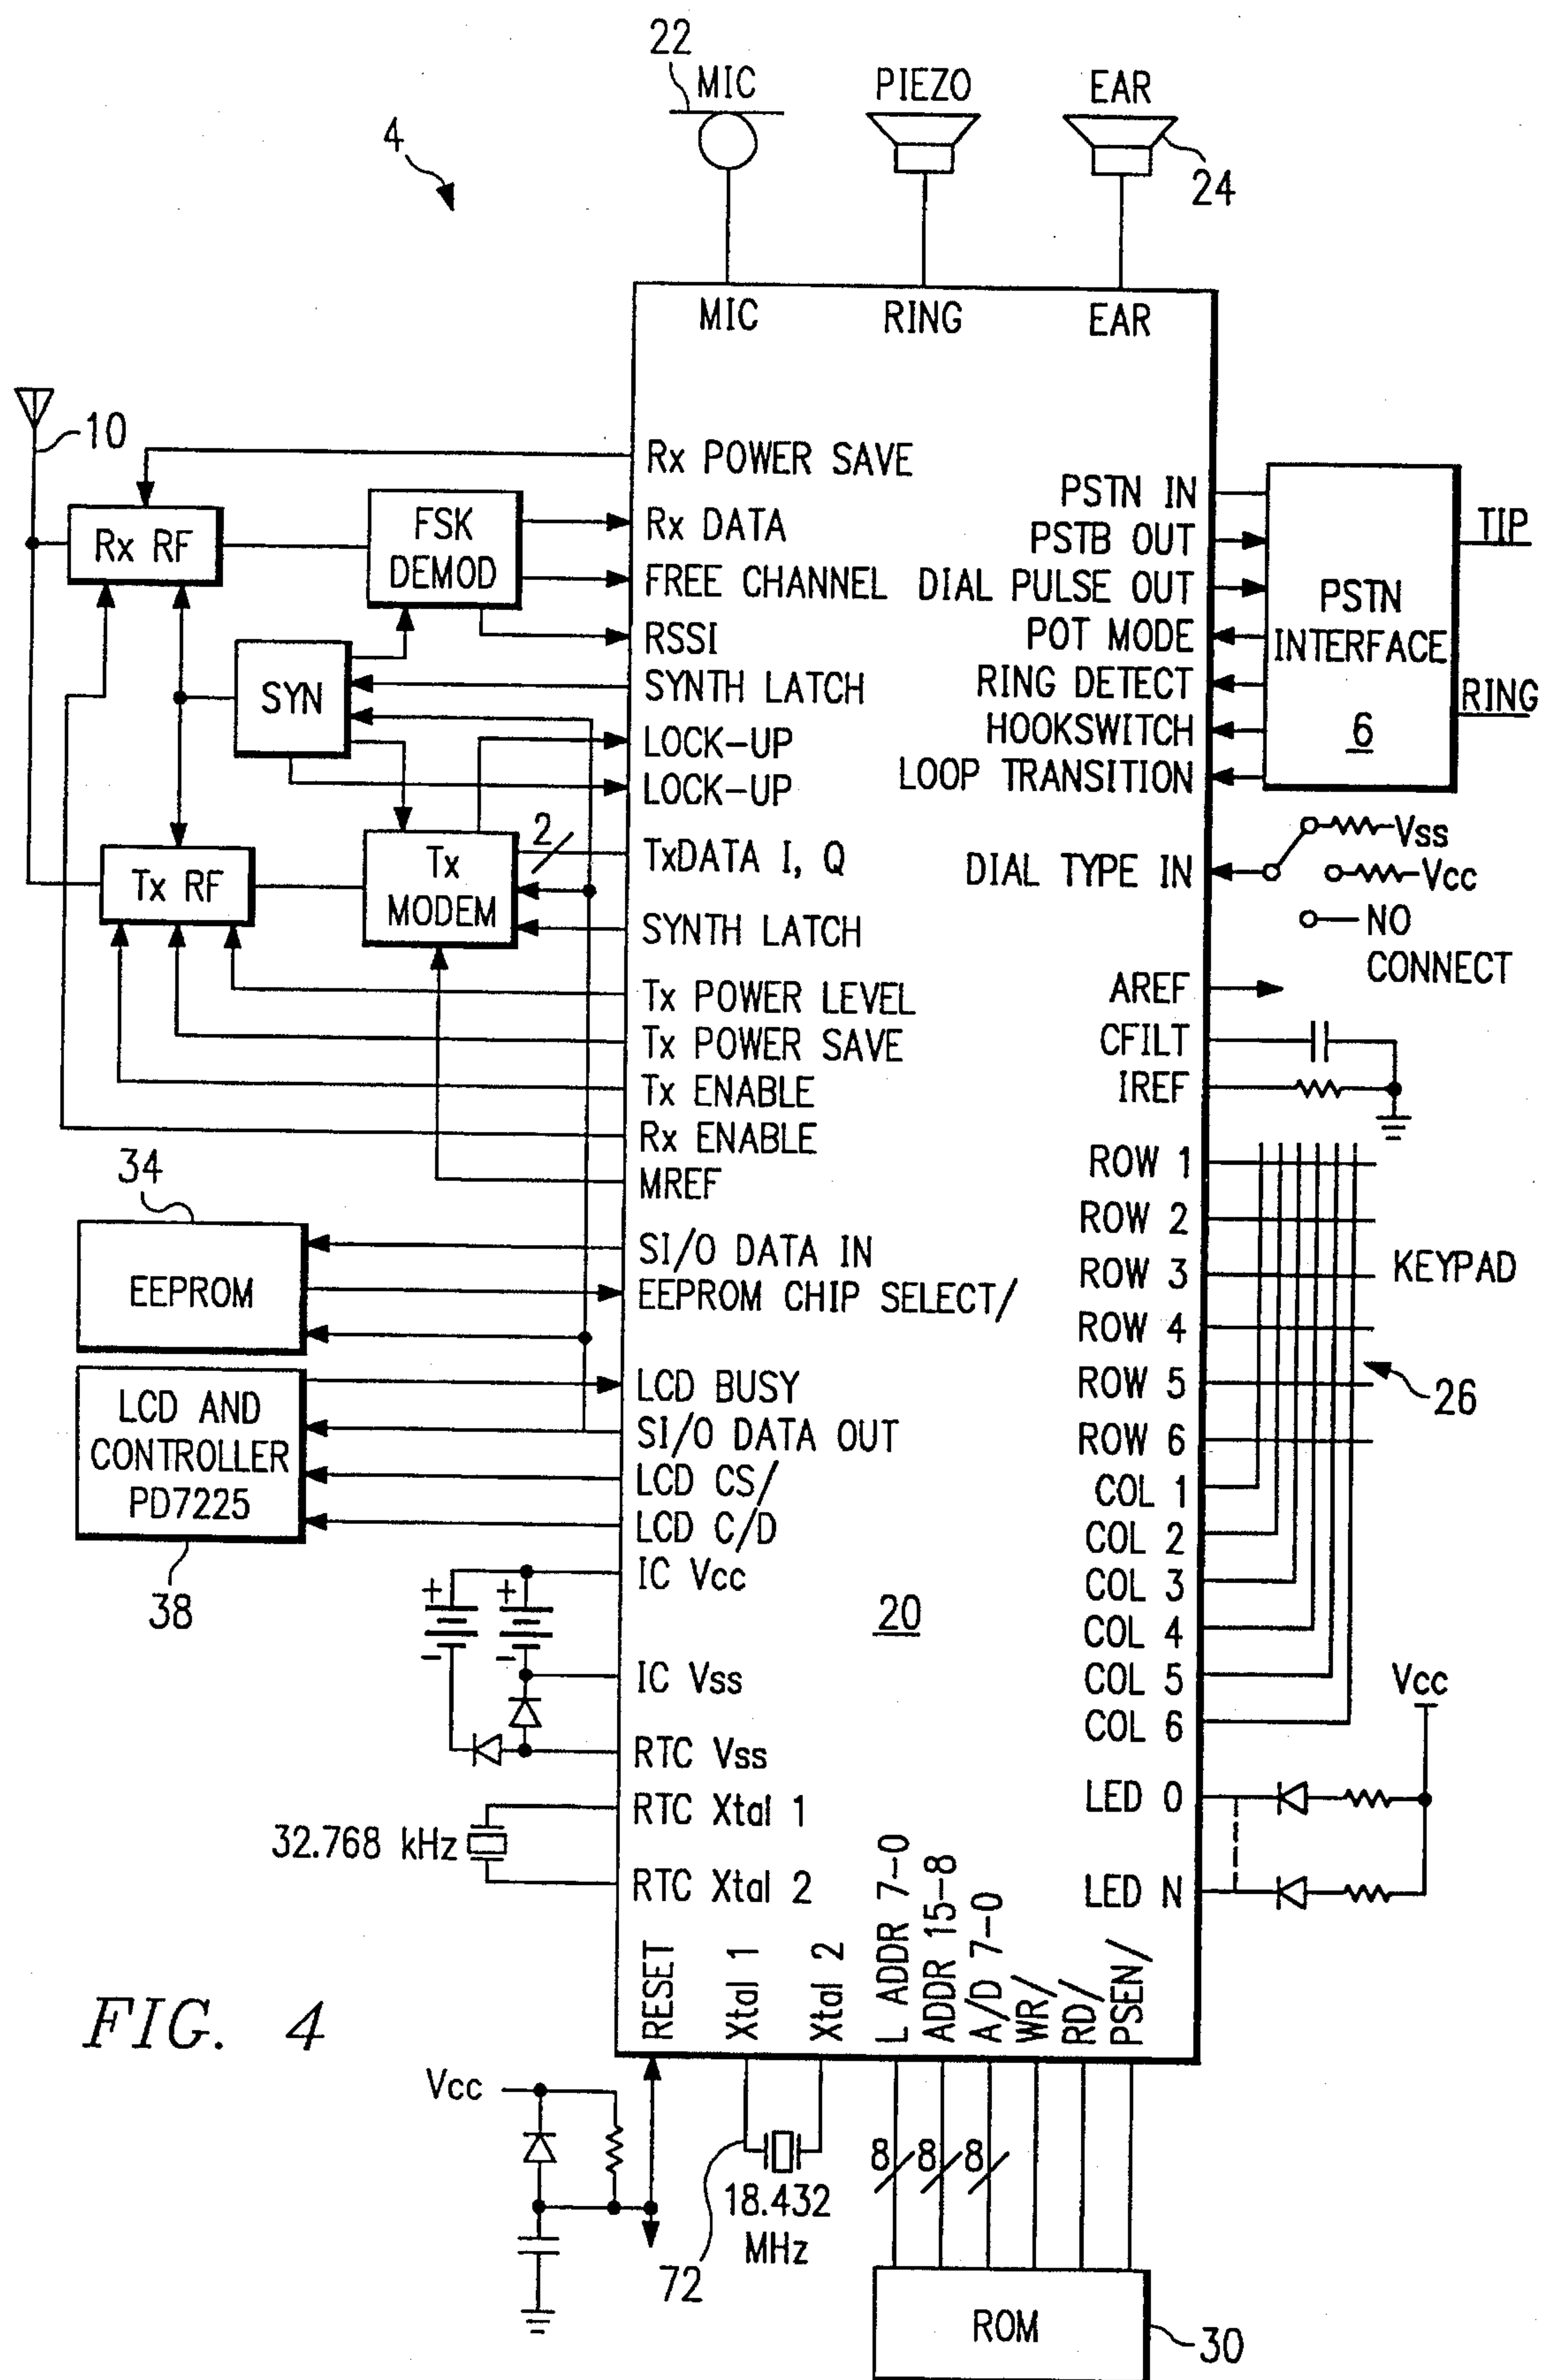 22
MIC
PIEZO
EAR
4
24
MIC
RING
EAR
10
Rx POWER SAVE
Rx RF
FSK
DEMOD
Rx DATA
FREE CHANNEL
RSSI
SYN
SYNTH LATCH
LOCK-UP
LOCK-UP
2
TxDATA I, Q
Tx RF
Tx
MODEM
SYNTH LATCH
Tx POWER LEVEL
Tx POWER SAVE
Tx ENABLE
Rx ENABLE
MREF
PSTN IN
PSTB OUT
DIAL PULSE OUT
POT MODE
RING DETECT
HOOKSWITCH
LOOP TRANSITION
PSTN
INTERFACE
6
TIP
RING
DIAL TYPE IN
Vss
Vcc
NO
CONNECT
AREF
CFILT
IREF
34
EEPROM
SI/O DATA IN
EEPROM CHIP SELECT/
LCD AND
CONTROLLER
PD7225
38
LCD BUSY
SI/O DATA OUT
LCD CS/
LCD C/D
ROW 1
ROW 2
ROW 3
ROW 4
ROW 5
ROW 6
KEYPAD
26
COL 1
COL 2
COL 3
COL 4
COL 5
COL 6
20
+ +
- -
IC Vcc
IC Vss
RTC Vss
RTC Xtal 1
32.768 kHz
RTC Xtal 2
Vcc
LED 0
LED N
RESET
Xtal 1
Xtal 2
L ADDR 7-0
ADDR 15-8
A/D 7-0
WR/
RD/
PSEN/
FIG. 4
Vcc
72
18.432
MHz
8 8 8
ROM
30